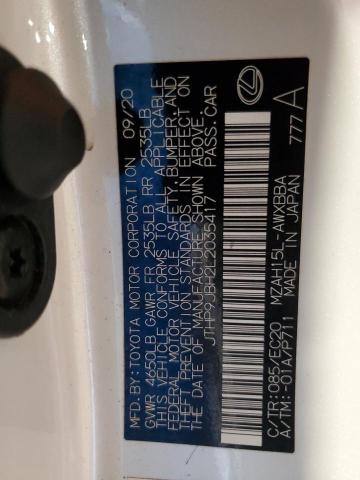 MFD.BY:TOYOTA MOTOR CORPORATION 09/20
GVWR 4650LB GAWR FR 2535LB RR 2535LB
THIS VEHICLE CONFORMS TO ALL APPLICABLE
FEDERAL MOTOR VEHICLE SAFETY, BUMPER, AND
THEFT PREVENTION STANDARDS IN EFFECT ON
THE DATE OF MANUFACTURE SHOWN ABOVE.
JTHP9JBH2F2035417 PASS.CAR
C/TR:085/EC20 MZAH15L-AWXBBA
A/TM:-01A/P711 MADE IN JAPAN 7777 A